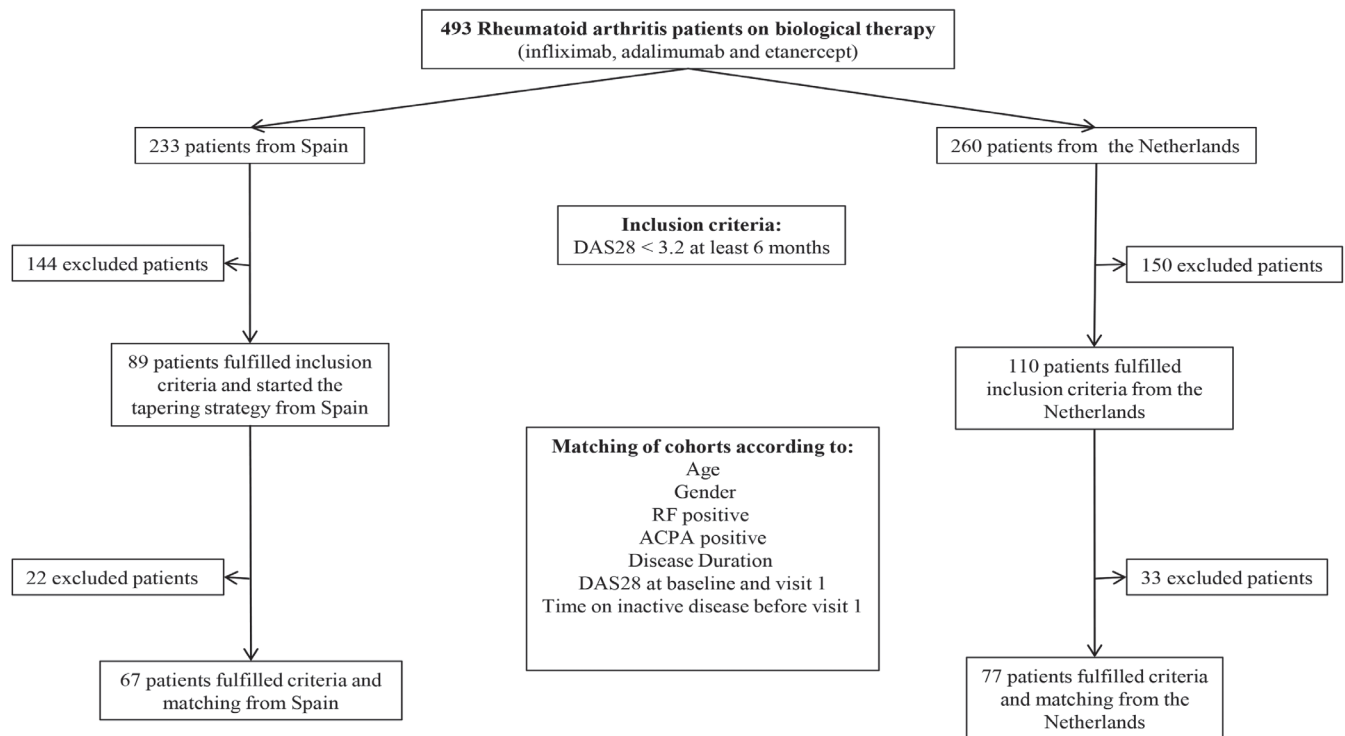 493 Rheumatoid arthritis patients on biological therapy
(infliximab, adalimumab and etanercept)
233 patients from Spain
260 patients from the Netherlands
Inclusion criteria:
DAS28 < 3.2 at least 6 months
144 excluded patients
150 excluded patients
89 patients fulfilled inclusion
criteria and started the
tapering strategy from Spain
110 patients fulfilled
inclusion criteria from the
Netherlands
Matching of cohorts according to:
Age
Gender
RF positive
ACPA positive
Disease Duration
DAS28 at baseline and visit 1
Time on inactive disease before visit 1
22 excluded patients
33 excluded patients
67 patients fulfilled criteria and
matching from Spain
77 patients fulfilled criteria
and matching from the
Netherlands